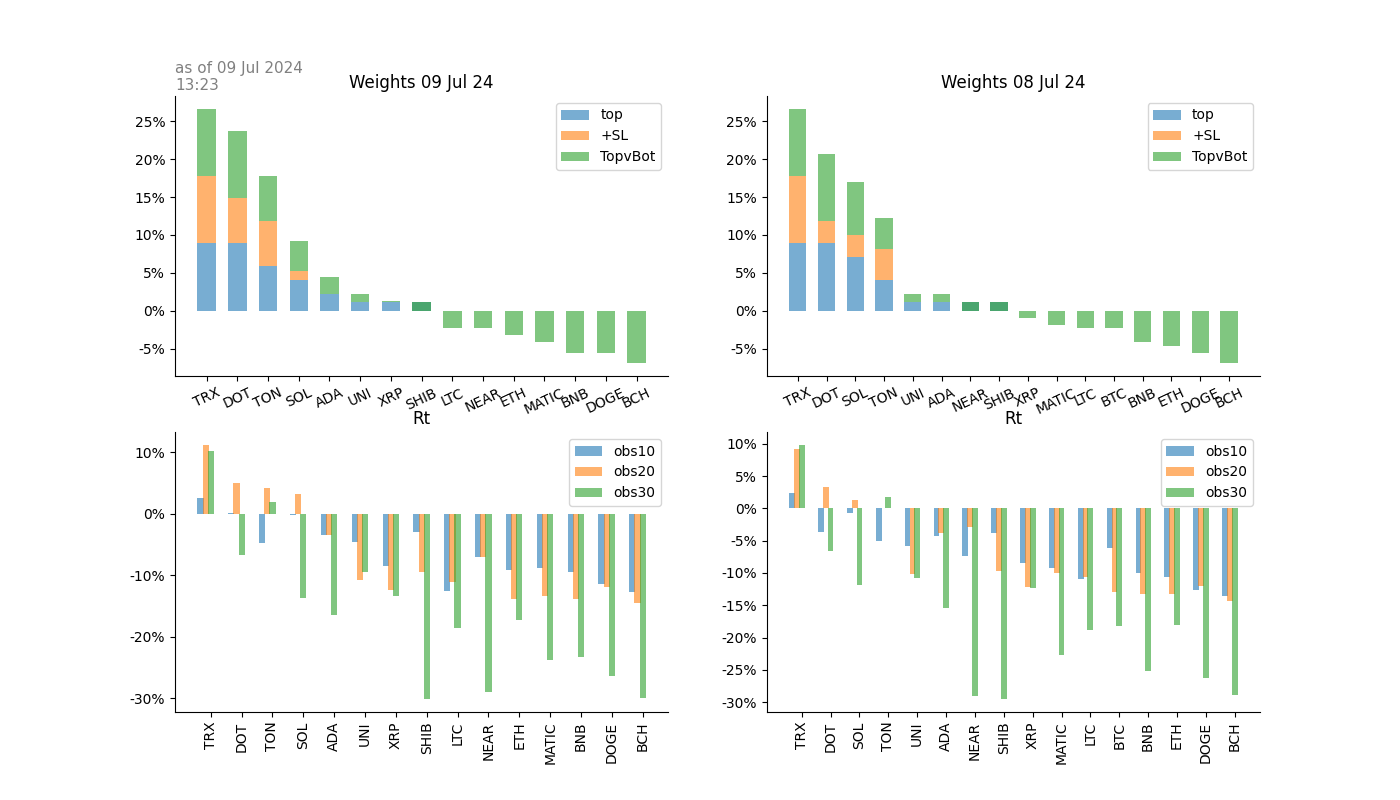 as of 09 Jul 2024
13:23
Weights 09 Jul 24
25%
20%
15%
10%
5%
0%
-5%
top
+SL
TopvBot
TRX DOT TON SOL ADA UNI XRP SHIB LTC NEAR ETH MATIC BNB DOGE BCH
Weights 08 Jul 24
25%
20%
15%
10%
5%
0%
-5%
top
+SL
TopvBot
TRX DOT SOL TON UNI ADA NEAR SHIB XRP MATIC LTC BTC BNB ETH DOGE BCH
Rt
10%
0%
-10%
-20%
-30%
obs10
obs20
obs30
TRX DOT TON SOL ADA UNI XRP SHIB LTC NEAR ETH MATIC BNB DOGE BCH
Rt
10%
5%
0%
-5%
-10%
-15%
-20%
-25%
-30%
obs10
obs20
obs30
TRX DOT SOL TON UNI ADA NEAR SHIB XRP MATIC LTC BTC BNB ETH DOGE BCH